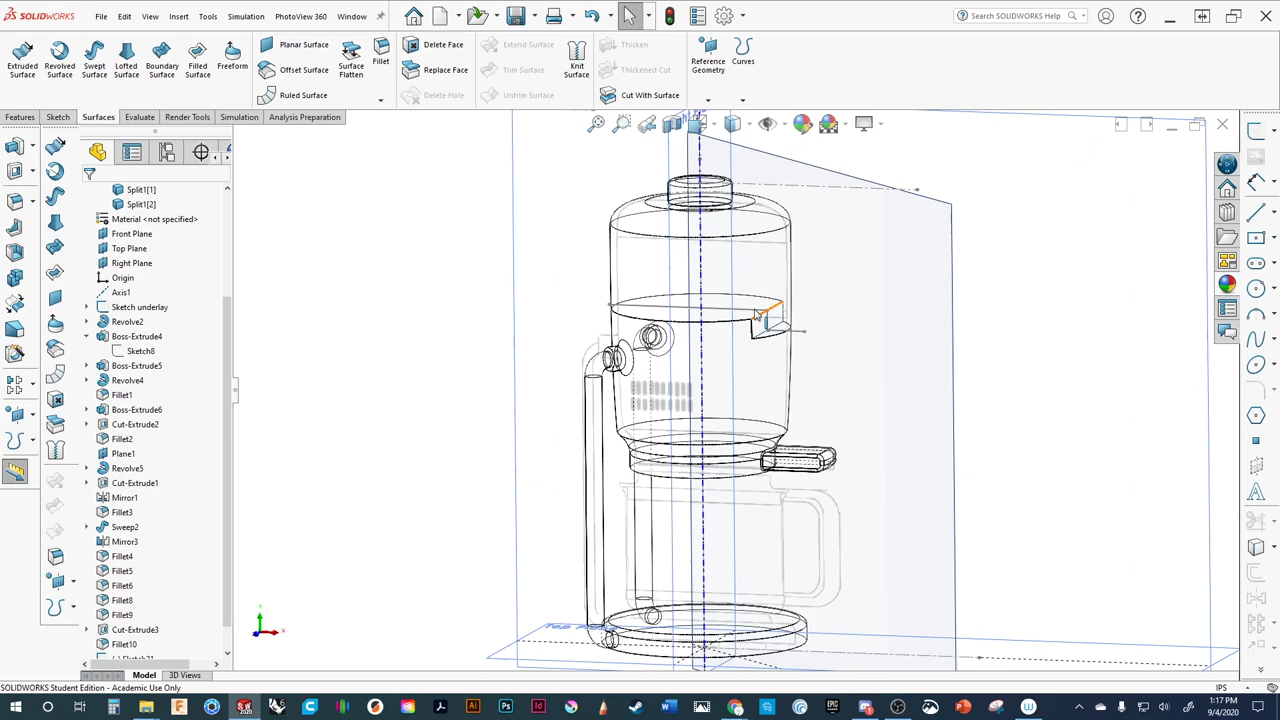 SOLIDWORKS
File Edit View Insert Tools Simulation PhotoView 360 Window
Search SOLIDWORKS Help
Extruded Surface
Revolved Surface
Swept Surface
Lofted Surface
Boundary Surface
Filled Surface
Freeform
Planar Surface
Offset Surface
Ruled Surface
Surface Flatten
Fillet
Delete Face
Replace Face
Delete Hole
Extend Surface
Trim Surface
Untrim Surface
Knit Surface
Thicken
Thickened Cut
Cut With Surface
Reference Geometry
Curves
eatures Sketch Surfaces Evaluate Render Tools Simulation Analysis Preparation
Split1[1]
Split1[2]
Material <not specified>
Front Plane
Top Plane
Right Plane
Origin
Axis1
Sketch underlay
Revolve2
Boss-Extrude4
Sketch8
Boss-Extrude5
Revolve4
Fillet1
Boss-Extrude6
Cut-Extrude2
Fillet2
Plane1
Revolve5
Cut-Extrude1
Mirror1
Fillet3
Sweep2
Mirror3
Fillet4
Fillet5
Fillet6
Fillet8
Fillet9
Cut-Extrude3
Fillet10
Model 3D Views
SOLIDWORKS Student Edition - Academic Use Only
IPS
1:17 PM
9/4/2020